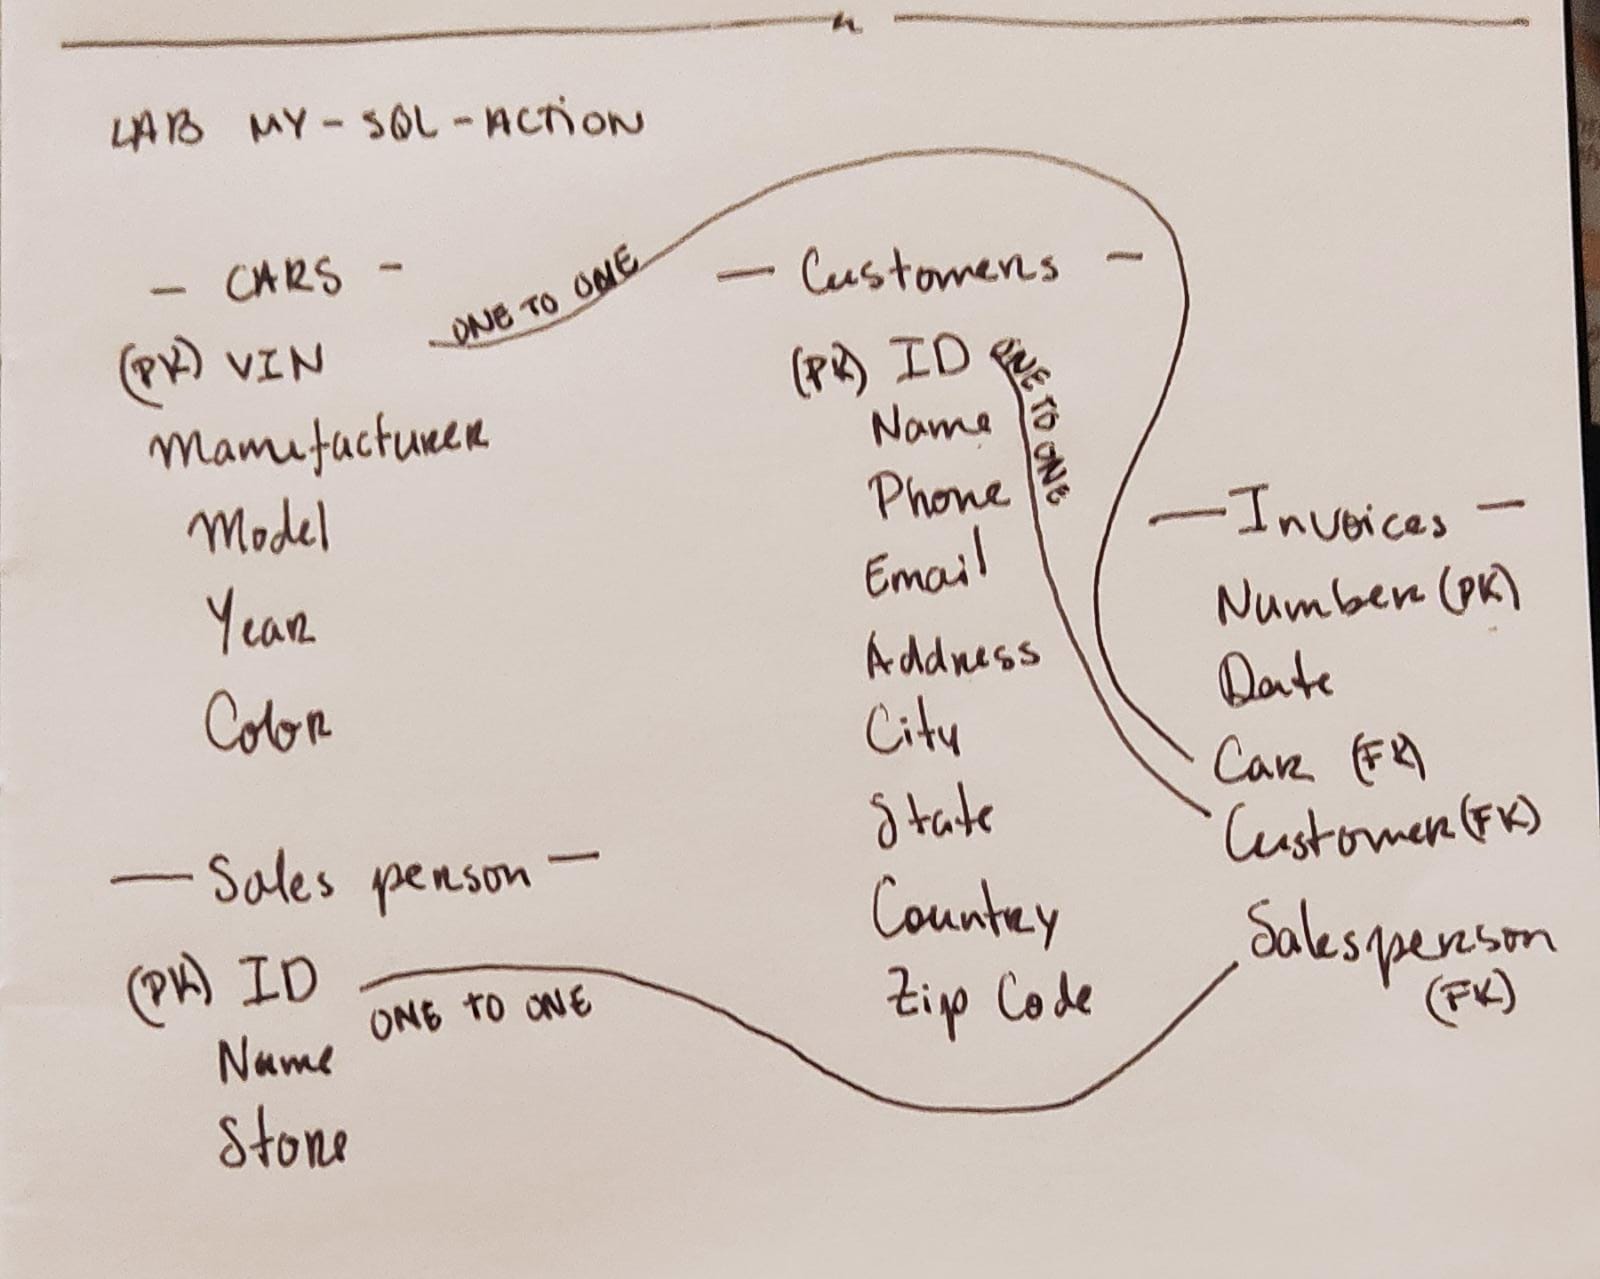 LAB MY-SQL-ACTION
- CARS -
(PK) VIN
Manufacturer
Model
Year
Color
ONE TO ONE
- Customers -
(PK) ID
Name
Phone
Email
Address
City
State
Country
Zip Code
ONE TO ONE
- Invoices -
Number (PK)
Date
Car (FK)
Customer (FK)
Salesperson
(FK)
- Sales person -
(PK) ID
Name
Store
ONE TO ONE